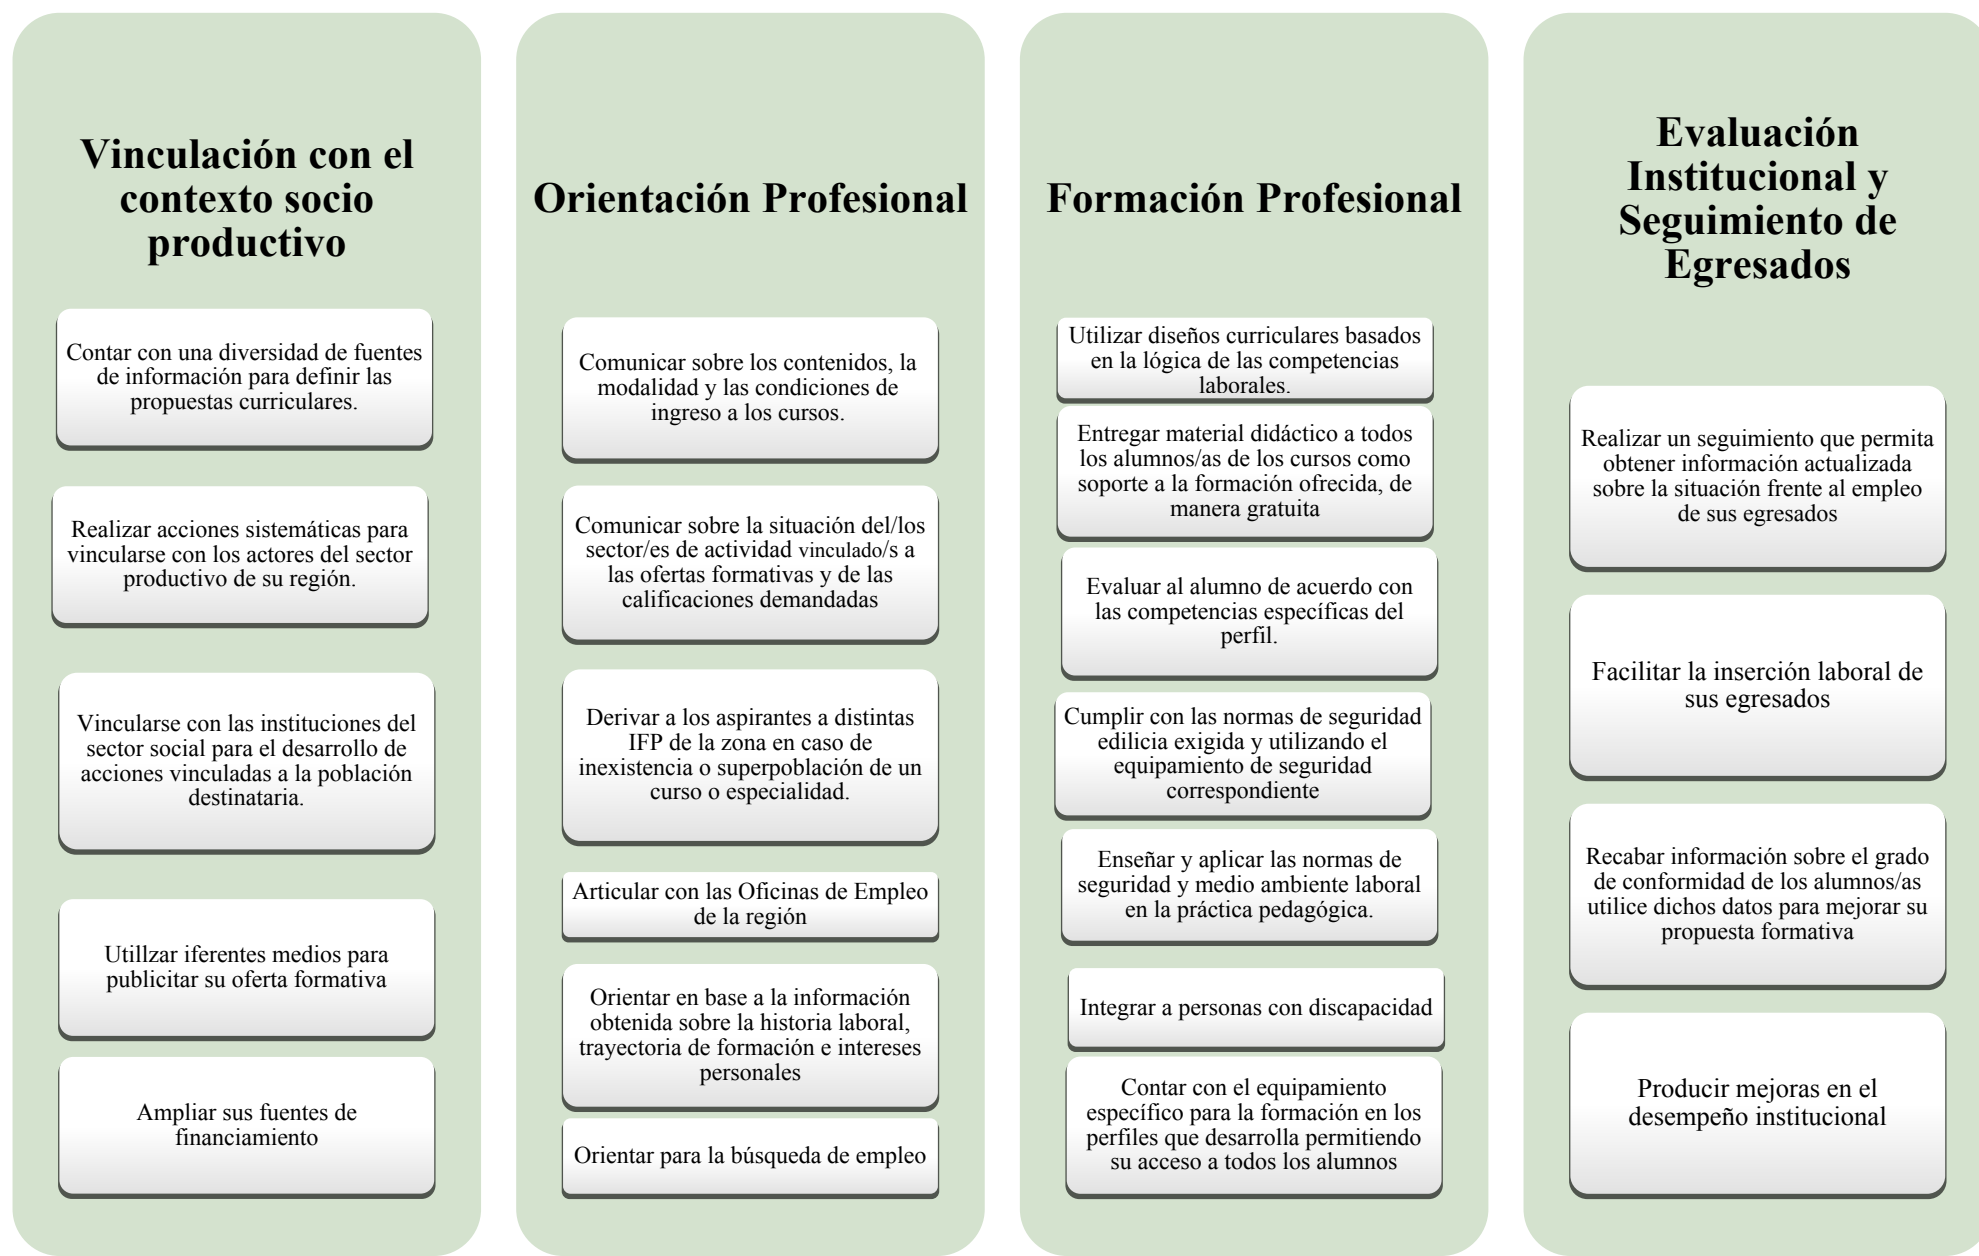 Vinculación con el
contexto socio
productivo
Contar con una diversidad de fuentes
de información para definir las
propuestas curriculares.
Realizar acciones sistemáticas para
vincularse con los actores del sector
productivo de su región.
Vincularse con las instituciones del
sector social para el desarrollo de
acciones vinculadas a la población
destinataria.
Utillzar iferentes medios para
publicitar su oferta formativa
Ampliar sus fuentes de
financiamiento
Orientación Profesional
Comunicar sobre los contenidos, la
modalidad y las condiciones de
ingreso a los cursos.
Comunicar sobre la situación del/los
sector/es de actividad vinculado/s a
las ofertas formativas y de las
calificaciones demandadas
Derivar a los aspirantes a distintas
IFP de la zona en caso de
inexistencia o superpoblación de un
curso o especialidad.
Articular con las Oficinas de Empleo
de la región
Orientar en base a la información
obtenida sobre la historia laboral,
trayectoria de formación e intereses
personales
Orientar para la búsqueda de empleo
Formación Profesional
Utilizar diseños curriculares basados
en la lógica de las competencias
laborales.
Entregar material didáctico a todos
los alumnos/as de los cursos como
soporte a la formación ofrecida, de
manera gratuita
Evaluar al alumno de acuerdo con
las competencias específicas del
perfil.
Cumplir con las normas de seguridad
edilicia exigida y utilizando el
equipamiento de seguridad
correspondiente
Enseñar y aplicar las normas de
seguridad y medio ambiente laboral
en la práctica pedagógica.
Integrar a personas con discapacidad
Contar con el equipamiento
específico para la formación en los
perfiles que desarrolla permitiendo
su acceso a todos los alumnos
Evaluación
Institucional y
Seguimiento de
Egresados
Realizar un seguimiento que permita
obtener información actualizada
sobre la situación frente al empleo
de sus egresados
Facilitar la inserción laboral de
sus egresados
Recabar información sobre el grado
de conformidad de los alumnos/as
utilice dichos datos para mejorar su
propuesta formativa
Producir mejoras en el
desempeño institucional